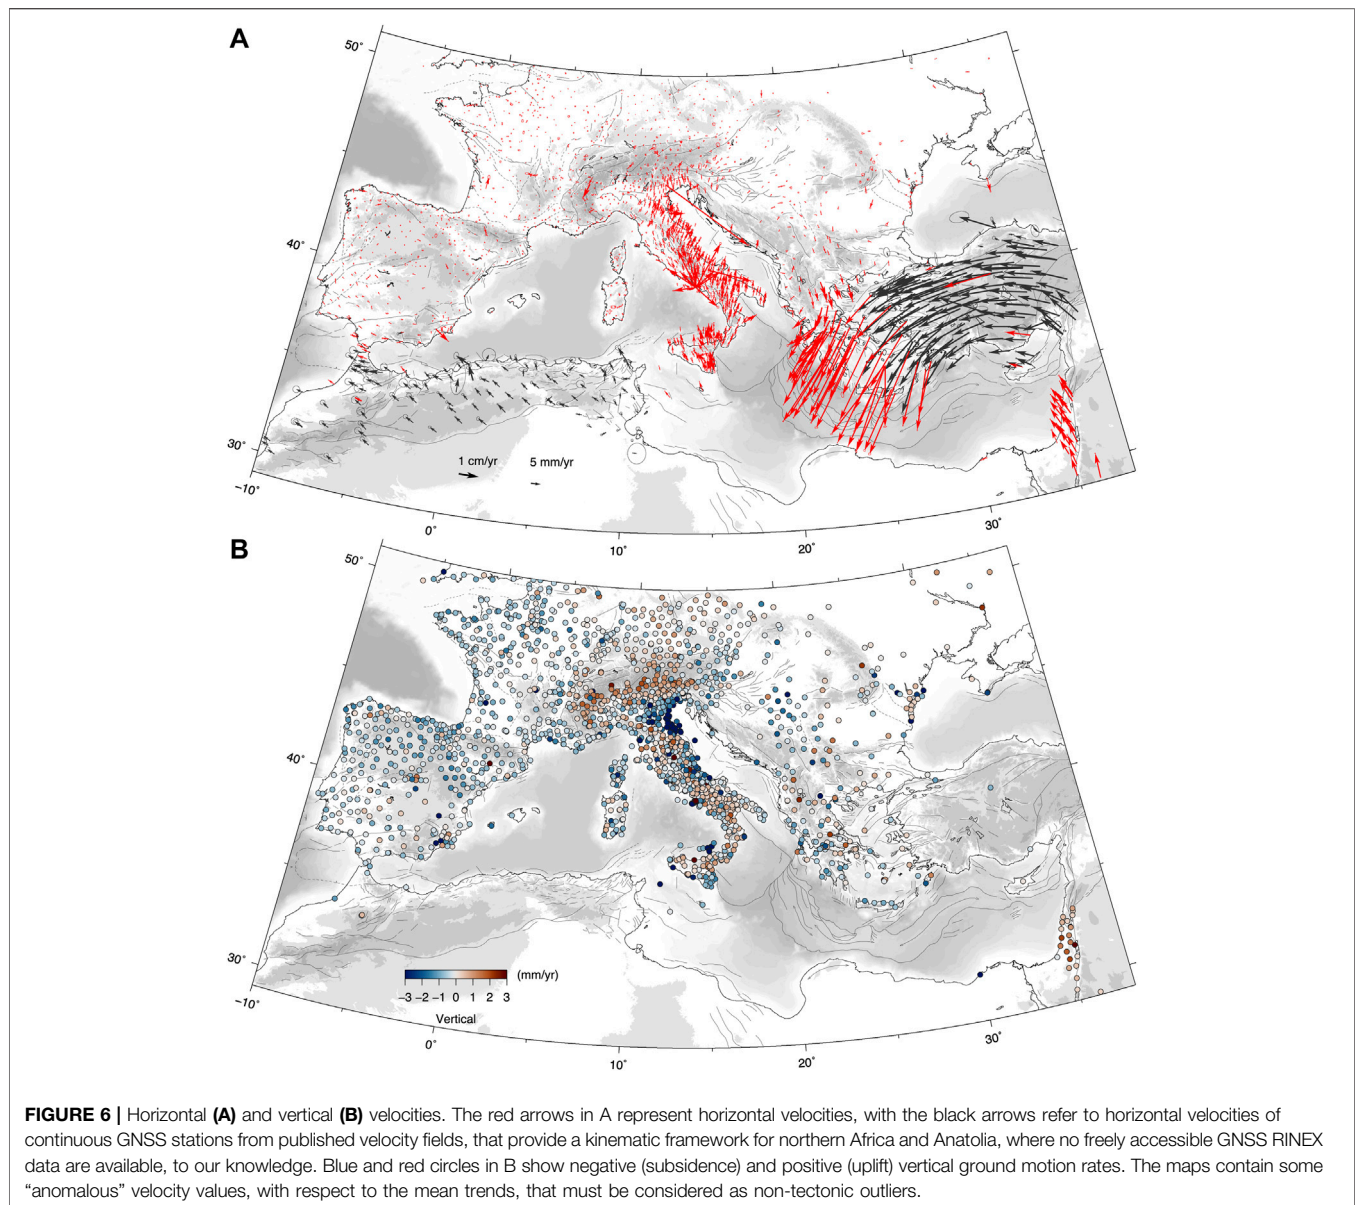 A
50°
40°
30°
−10°
0°
10°
20°
30°
1 cm/yr
5 mm/yr
B
50°
40°
30°
−10°
0°
10°
20°
30°
(mm/yr)
−3 −2 −1 0 1 2 3
Vertical
FIGURE 6 | Horizontal (A) and vertical (B) velocities. The red arrows in A represent horizontal velocities, with the black arrows refer to horizontal velocities of
continuous GNSS stations from published velocity fields, that provide a kinematic framework for northern Africa and Anatolia, where no freely accessible GNSS RINEX
data are available, to our knowledge. Blue and red circles in B show negative (subsidence) and positive (uplift) vertical ground motion rates. The maps contain some
“anomalous” velocity values, with respect to the mean trends, that must be considered as non-tectonic outliers.